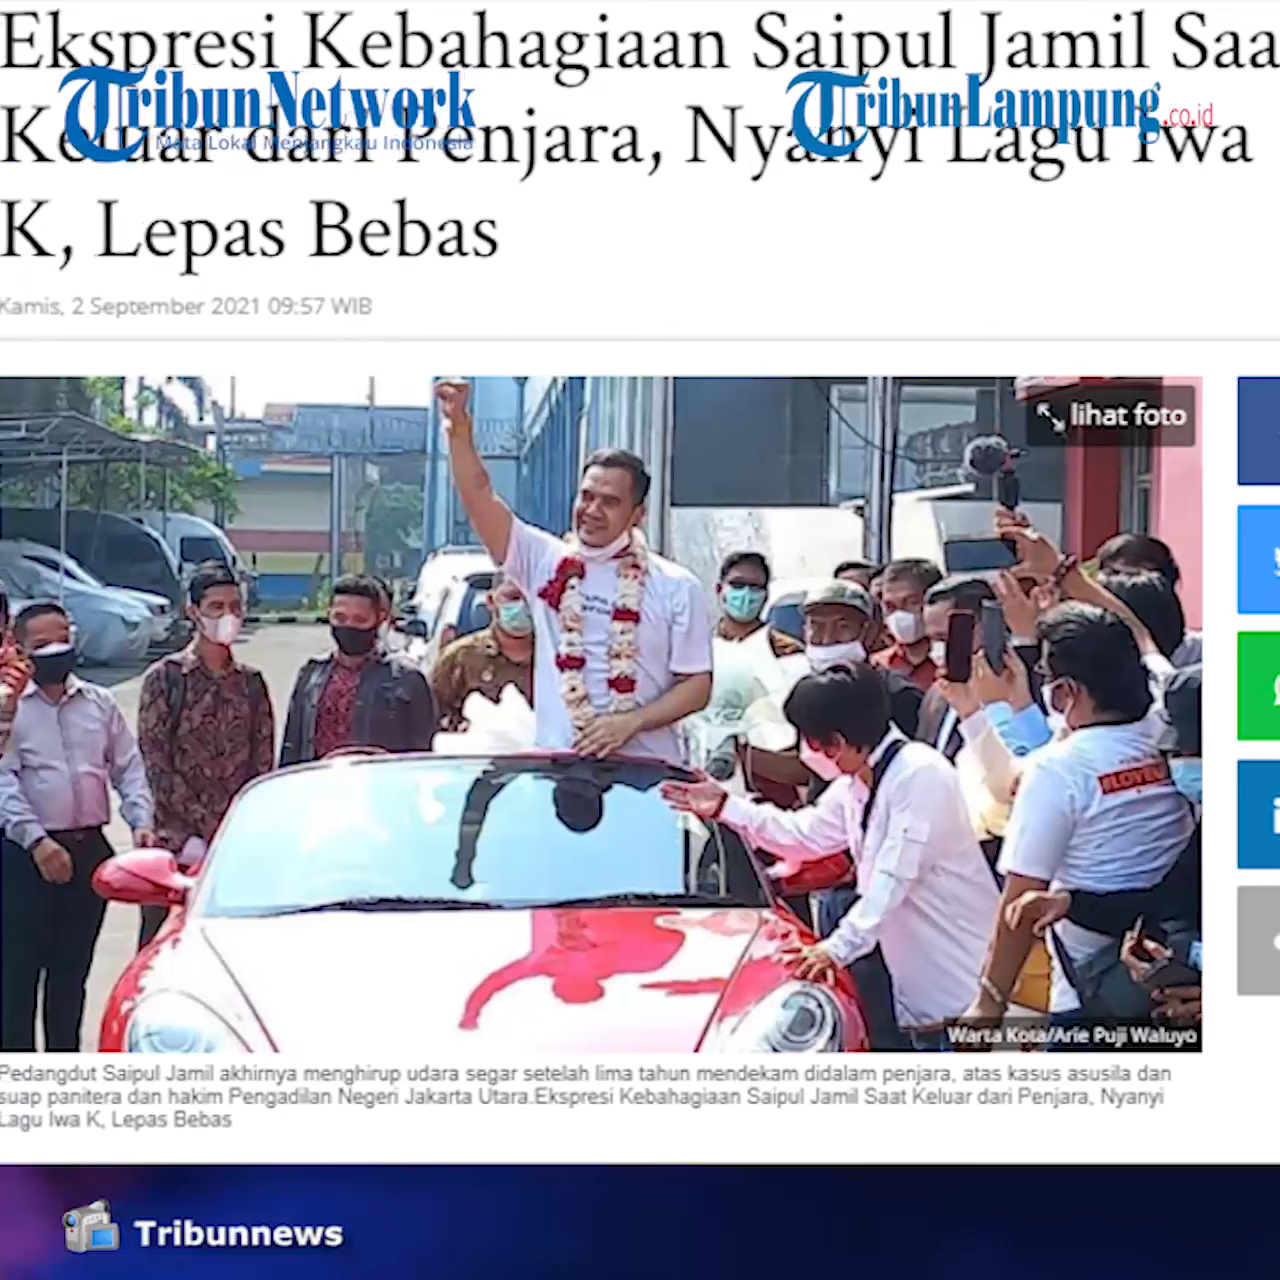 Ekspresi Kebahagiaan Saipul Jamil Saa
TribunNetwork
Mata Lokal Menjangkau Indonesia
TribunLampung.co.id
Keluar dari Penjara, Nyanyi Lagu Iwa
K, Lepas Bebas
Kamis, 2 September 2021 09:57 WIB
lihat foto
Warta Kota/Arie Puji Waluyo
Pedangdut Saipul Jamil akhirnya menghirup udara segar setelah lima tahun mendekam didalam penjara, atas kasus asusila dan
suap panitera dan hakim Pengadilan Negeri Jakarta Utara.Ekspresi Kebahagiaan Saipul Jamil Saat Keluar dari Penjara, Nyanyi
Lagu Iwa K, Lepas Bebas
Tribunnews